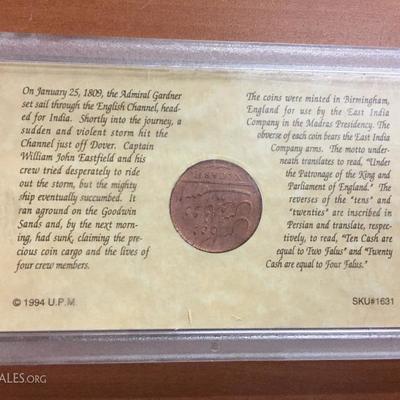 On January 25, 1809, the Admiral Gardner
set sail through the English Channel, head-
ed for India. Shortly into the journey, a
sudden and violent storm hit the
Channel just off Dover. Captain
William John Eastfield and his
crew tried desperately to ride
out the storm, but the mighty
ship eventually succumbed. It
ran aground on the Goodwin
Sands and, by the next morn-
ing, had sunk, claiming the pre-
cious coin cargo and the lives of
four crew members.
The coins were minted in Birmingham,
England for use by the East India
Company in the Madras Presidency. The
obverse of each coin bears the East India
Company arms. The motto under-
neath translates to read, "Under
the Patronage of the King and
Parliament of England." The
reverses of the "tens" and
"twenties" are inscribed in
Persian and translate, respec-
tively, to read, "Ten Cash are
equal to Two Falus" and "Twenty
Cash are equal to Four Falus."
© 1994 U.P.M
SKU#1631
ALES.ORG